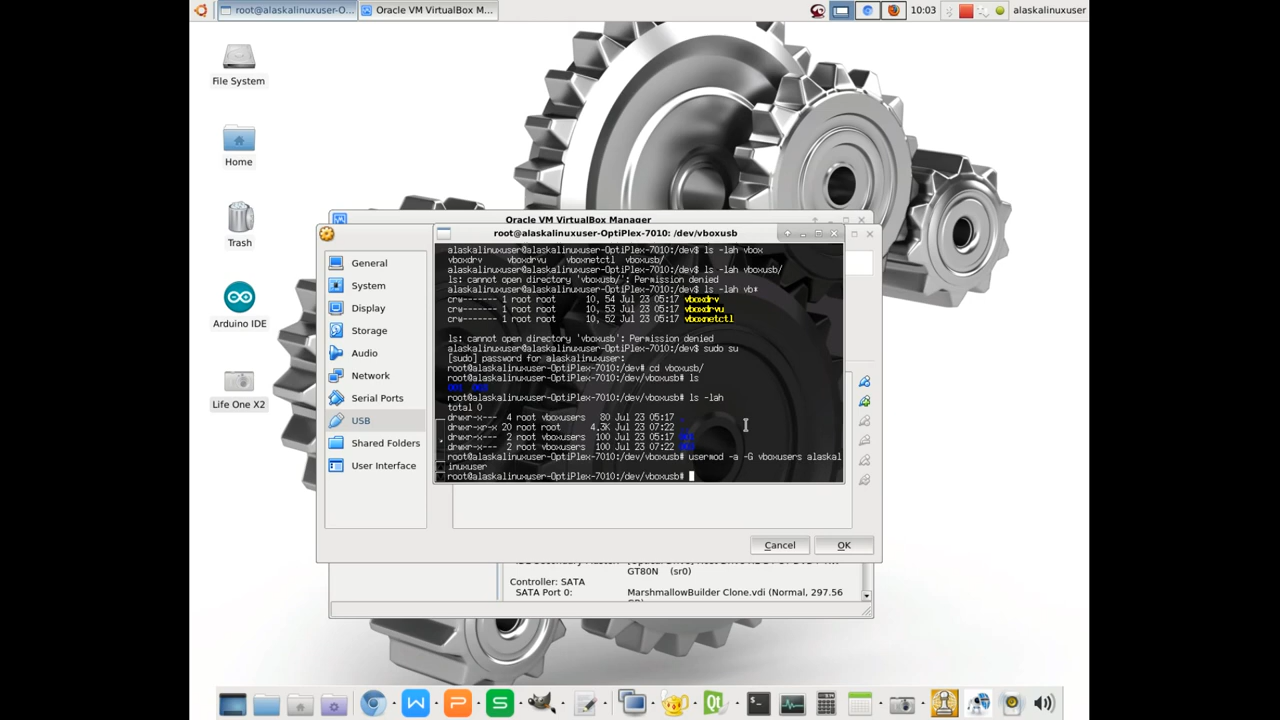 root@alaskalinuxuser-O...
Oracle VM VirtualBox M...
10:03
alaskalinuxuser
File System
Home
Trash
Arduino IDE
Life One X2
Oracle VM VirtualBox Manager
root@alaskalinuxuser-OptiPlex-7010: /dev/vboxusb
General
System
Display
Storage
Audio
Network
Serial Ports
USB
Shared Folders
User Interface
alaskalinuxuser@alaskalinuxuser-OptiPlex-7010:/dev$ ls -lah vbox
vboxdrv vboxdrvu vboxnetctl vboxusb/
alaskalinuxuser@alaskalinuxuser-OptiPlex-7010:/dev$ ls -lah vboxusb/
ls: cannot open directory 'vboxusb/': Permission denied
alaskalinuxuser@alaskalinuxuser-OptiPlex-7010:/dev$ ls -lah vb*
crw------- 1 root root 10, 54 Jul 23 05:17 vboxdrv
crw------- 1 root root 10, 53 Jul 23 05:17 vboxdrvu
crw------- 1 root root 10, 52 Jul 23 05:17 vboxnetctl
ls: cannot open directory 'vboxusb': Permission denied
alaskalinuxuser@alaskalinuxuser-OptiPlex-7010:/dev$ sudo su
[sudo] password for alaskalinuxuser:
root@alaskalinuxuser-OptiPlex-7010:/dev# cd vboxusb/
root@alaskalinuxuser-OptiPlex-7010:/dev/vboxusb# ls
001 002
root@alaskalinuxuser-OptiPlex-7010:/dev/vboxusb# ls -lah
total 0
drwxr-x--- 4 root vboxusers 80 Jul 23 05:17
drwxr-xr-x 20 root root 4.3K Jul 23 07:22
drwxr-x--- 2 root vboxusers 100 Jul 23 05:17
drwxr-x--- 2 root vboxusers 100 Jul 23 07:22
root@alaskalinuxuser-OptiPlex-7010:/dev/vboxusb# usermod -a -G vboxusers alaskal
inuxuser
root@alaskalinuxuser-OptiPlex-7010:/dev/vboxusb#
Cancel
OK
GT80N (sr0)
Controller: SATA
SATA Port 0: MarshmallowBuilder Clone.vdi (Normal, 297.56